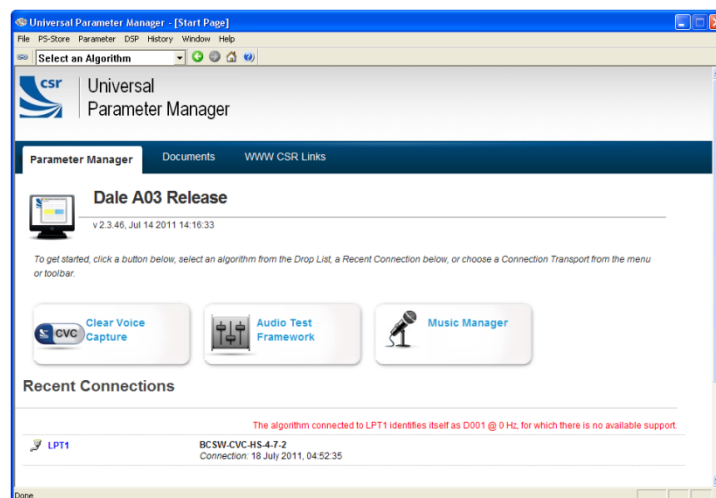 Universal Parameter Manager - [Start Page]
File PS-Store Parameter DSP History Window Help
Select an Algorithm
csr
Universal
Parameter Manager
Parameter Manager Documents WWW CSR Links
Dale A03 Release
v 2.3.46, Jul 14 2011 14:16:33
To get started, click a button below, select an algorithm from the Drop List, a Recent Connection below, or choose a Connection Transport from the menu
or toolbar.
CVC
Clear Voice
Capture
Audio Test
Framework
Music Manager
Recent Connections
The algorithm connected to LPT1 identifies itself as D001 @ 0 Hz, for which there is no available support.
LPT1
BCSW-CVC-HS-4-7-2
Connection: 18 July 2011, 04:52:35
Done